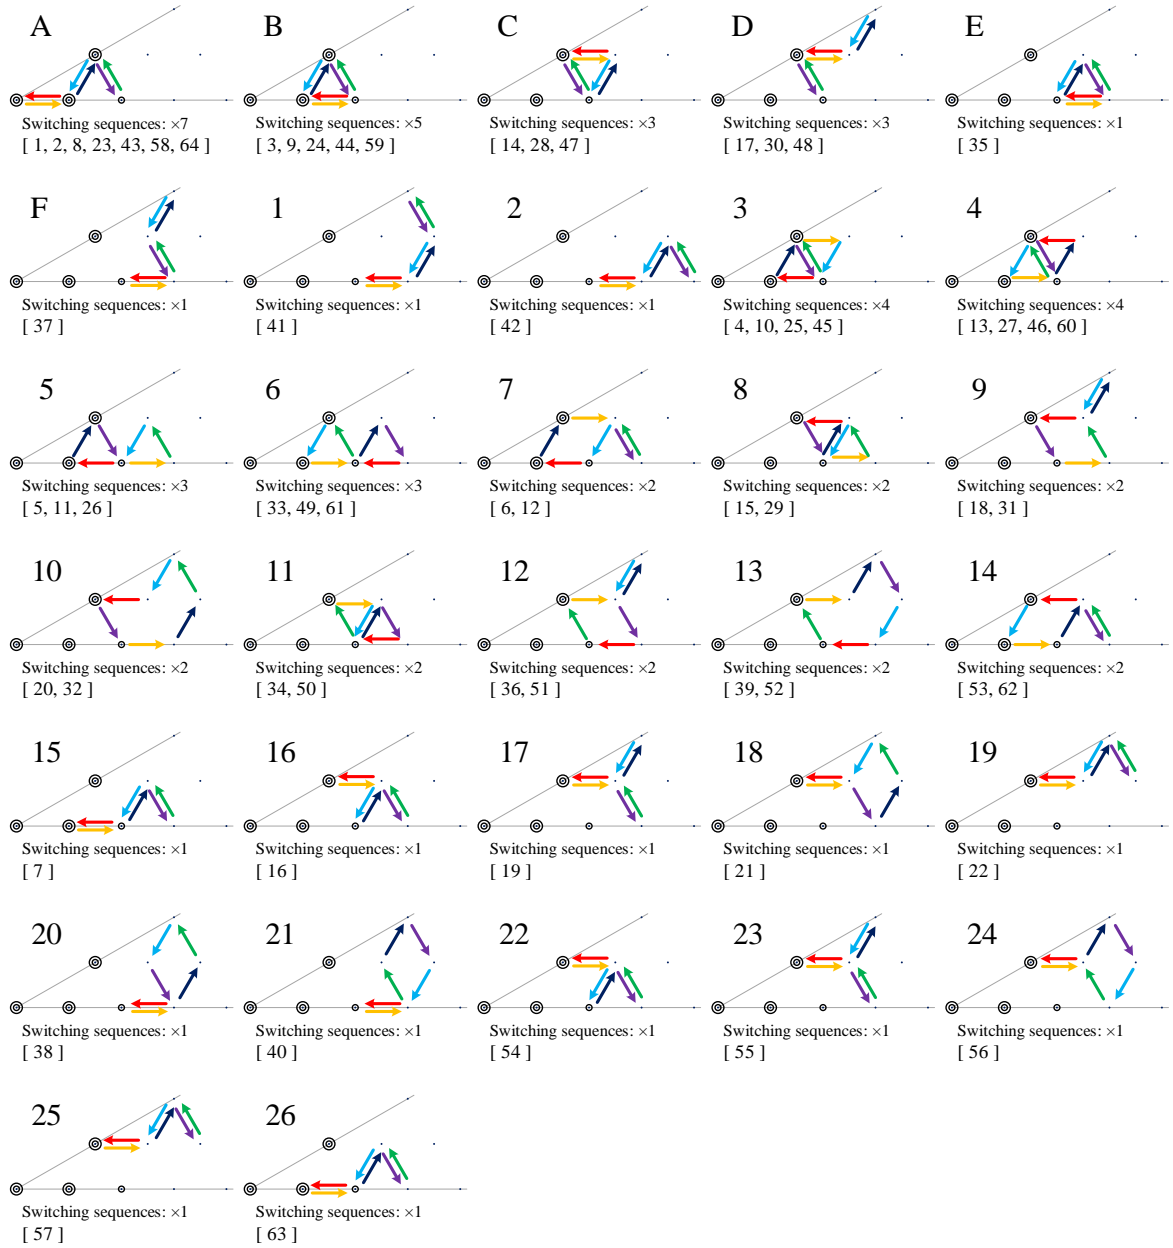 A
B
C
D
E
Switching sequences: ×7
Switching sequences: ×5
Switching sequences: ×3
Switching sequences: ×3
Switching sequences: ×1
[ 1, 2, 8, 23, 43, 58, 64 ]
[ 3, 9, 24, 44, 59 ]
[ 14, 28, 47 ]
[ 17, 30, 48 ]
[ 35 ]
F
1
2
3
4
Switching sequences: ×1
Switching sequences: ×1
Switching sequences: ×1
Switching sequences: ×4
Switching sequences: ×4
[ 37 ]
[ 41 ]
[ 42 ]
[ 4, 10, 25, 45 ]
[ 13, 27, 46, 60 ]
5
6
7
8
9
Switching sequences: ×3
Switching sequences: ×3
Switching sequences: ×2
Switching sequences: ×2
Switching sequences: ×2
[ 5, 11, 26 ]
[ 33, 49, 61 ]
[ 6, 12 ]
[ 15, 29 ]
[ 18, 31 ]
10
11
12
13
14
Switching sequences: ×2
Switching sequences: ×2
Switching sequences: ×2
Switching sequences: ×2
Switching sequences: ×2
[ 20, 32 ]
[ 34, 50 ]
[ 36, 51 ]
[ 39, 52 ]
[ 53, 62 ]
15
16
17
18
19
Switching sequences: ×1
Switching sequences: ×1
Switching sequences: ×1
Switching sequences: ×1
Switching sequences: ×1
[ 7 ]
[ 16 ]
[ 19 ]
[ 21 ]
[ 22 ]
20
21
22
23
24
Switching sequences: ×1
Switching sequences: ×1
Switching sequences: ×1
Switching sequences: ×1
Switching sequences: ×1
[ 38 ]
[ 40 ]
[ 54 ]
[ 55 ]
[ 56 ]
25
26
Switching sequences: ×1
Switching sequences: ×1
[ 57 ]
[ 63 ]